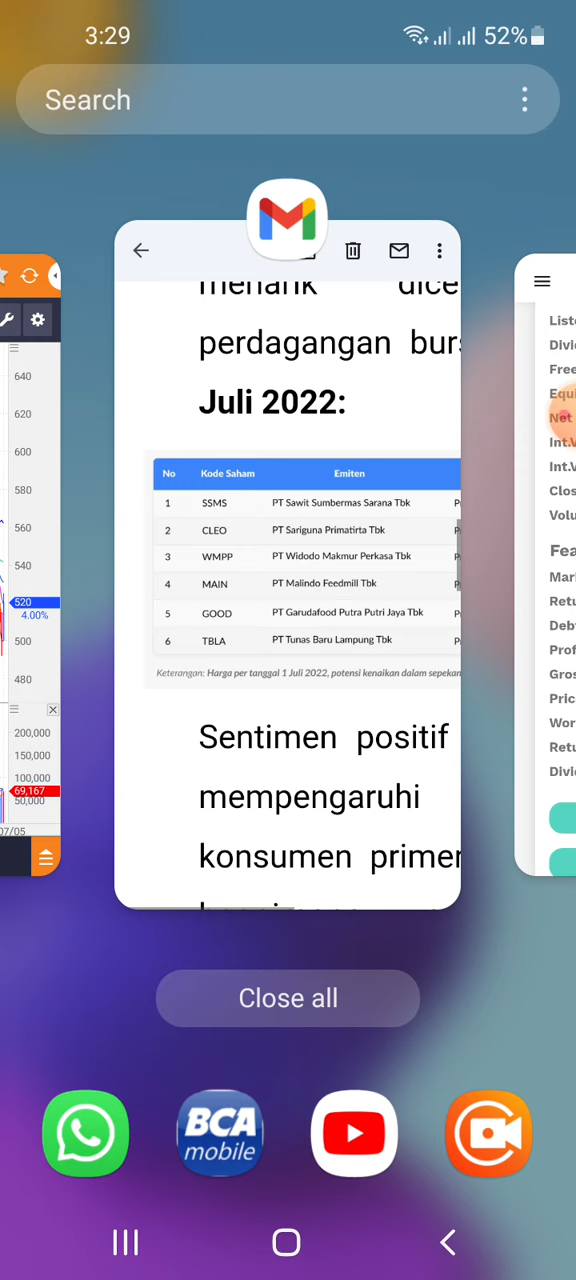 3:29
52%
Search
menarik dice
perdagangan burs
Juli 2022:
No Kode Saham Emiten
1 SSMS PT Sawit Sumbermas Sarana Tbk P
2 CLEO PT Sariguna Primatirta Tbk P
3 WMPP PT Widodo Makmur Perkasa Tbk P
4 MAIN PT Malindo Feedmill Tbk P
5 GOOD PT Garudafood Putra Putri Jaya Tbk P
6 TBLA PT Tunas Baru Lampung Tbk P
Keterangan: Harga per tanggal 1 Juli 2022, potensi kenaikan dalam sepekan
Sentimen positif
mempengaruhi
konsumen primer
640
620
600
580
560
540
520
4.00%
500
480
200,000
150,000
100,000
69,167
50,000
07/05
List
Divi
Free
Equi
Net
Int.V
Int.V
Clos
Volu
Fea
Mar
Retu
Deb
Prof
Gros
Pric
Wor
Retu
Divi
Close all
BCA
mobile